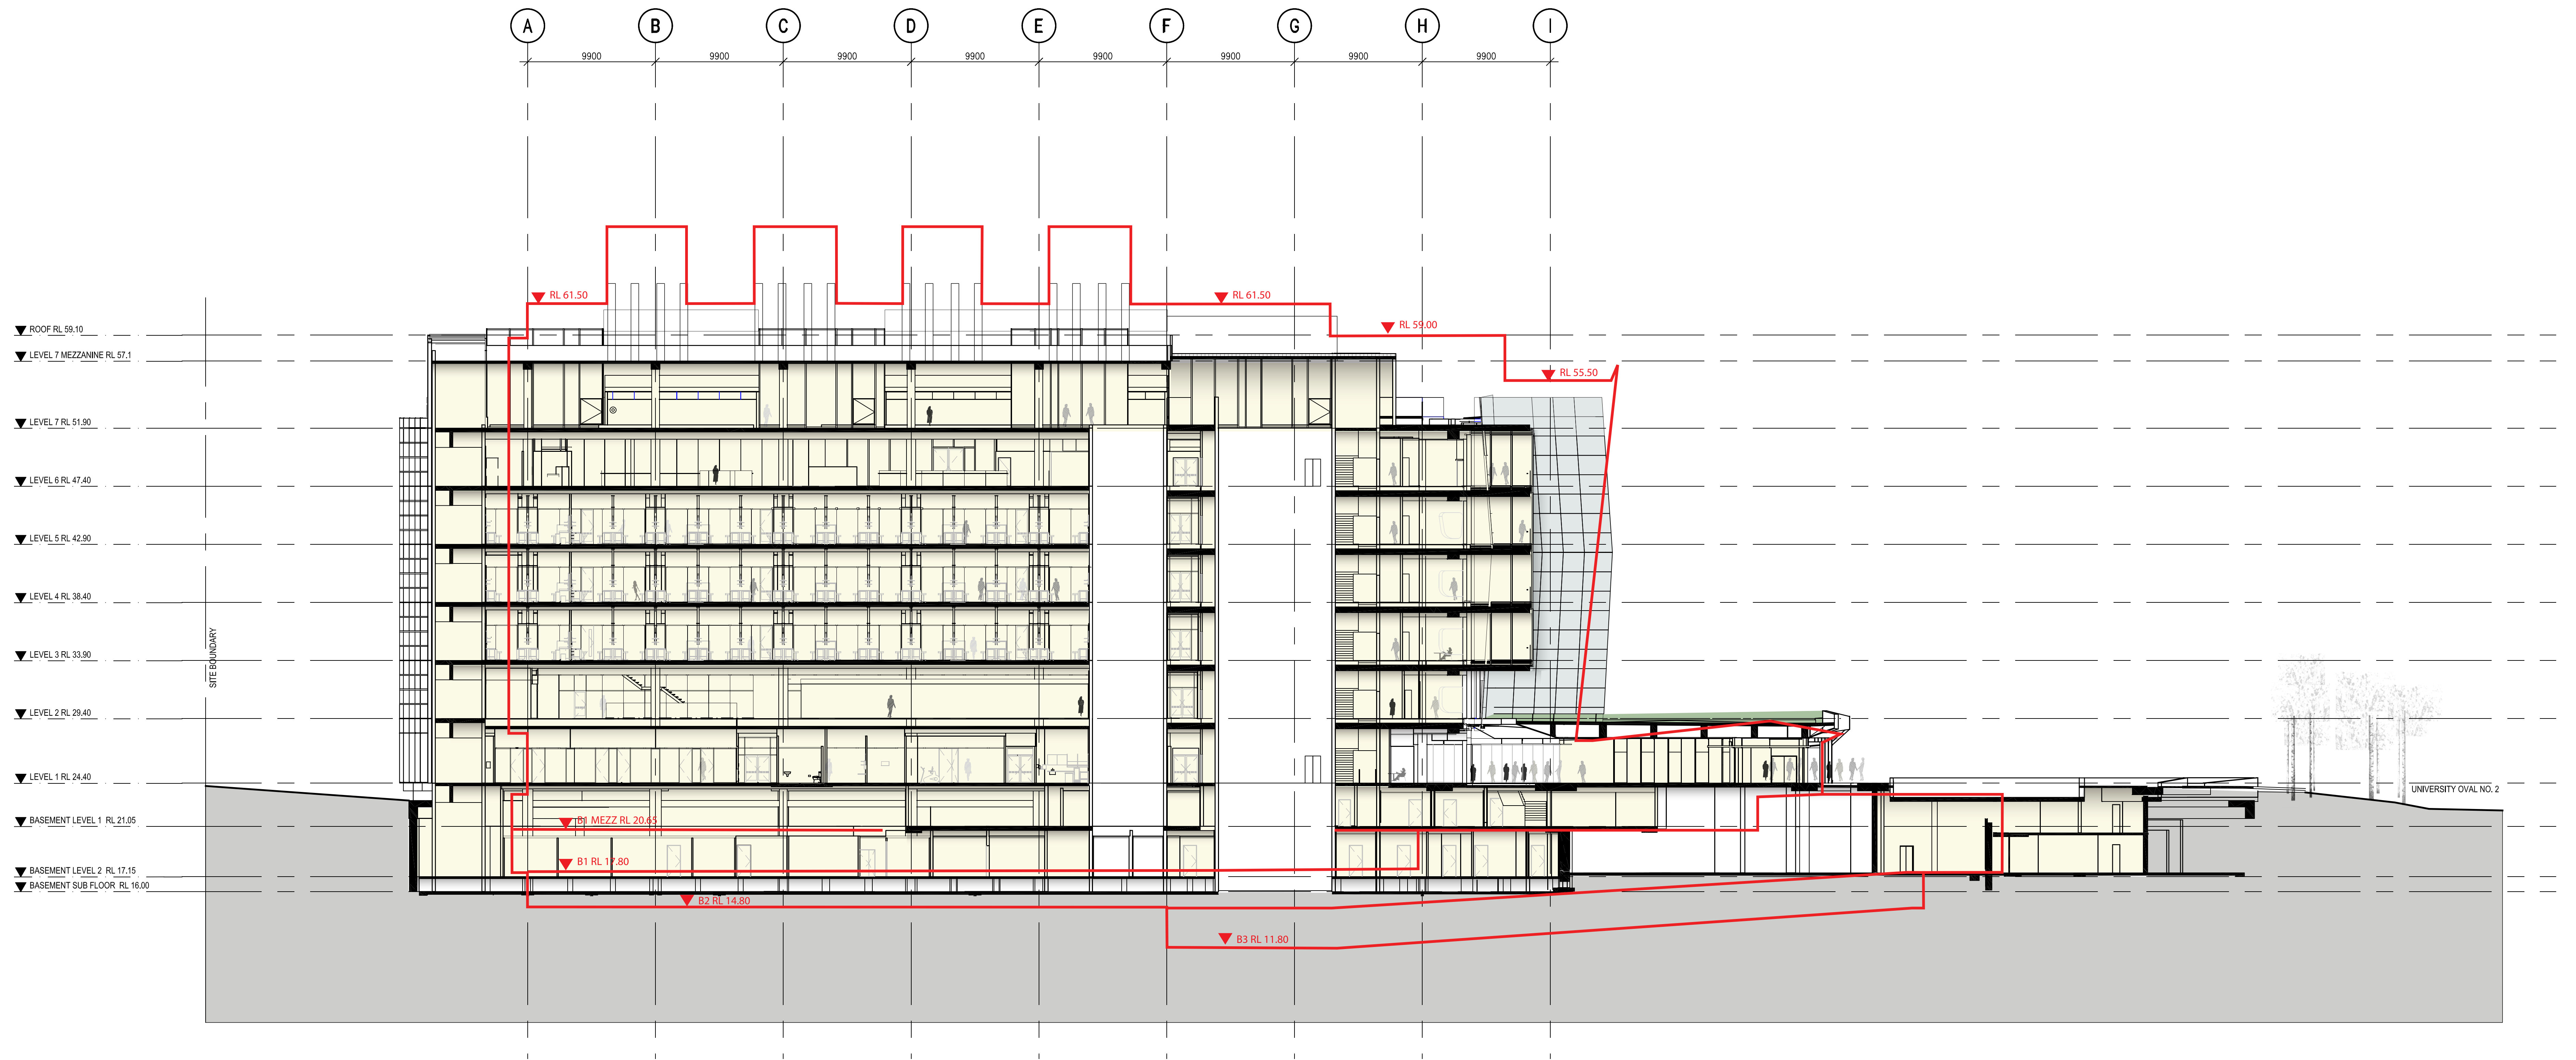 A B C D E F G H I
9900 9900 9900 9900 9900 9900 9900 9900
RL 61.50 RL 61.50
RL 59.00
ROOF RL 59.10
LEVEL 7 MEZZANINE RL 57.1
RL 55.50
LEVEL 7 RL 51.90
LEVEL 6 RL 47.40
LEVEL 5 RL 42.90
LEVEL 4 RL 38.40
LEVEL 3 RL 33.90
SITE BOUNDARY
LEVEL 2 RL 29.40
LEVEL 1 RL 24.40
UNIVERSITY OVAL NO. 2
BASEMENT LEVEL 1 RL 21.05
B1 MEZZ RL 20.65
B1 RL 17.80
BASEMENT LEVEL 2 RL 17.15
BASEMENT SUB FLOOR RL 16.00
B2 RL 14.80
B3 RL 11.80